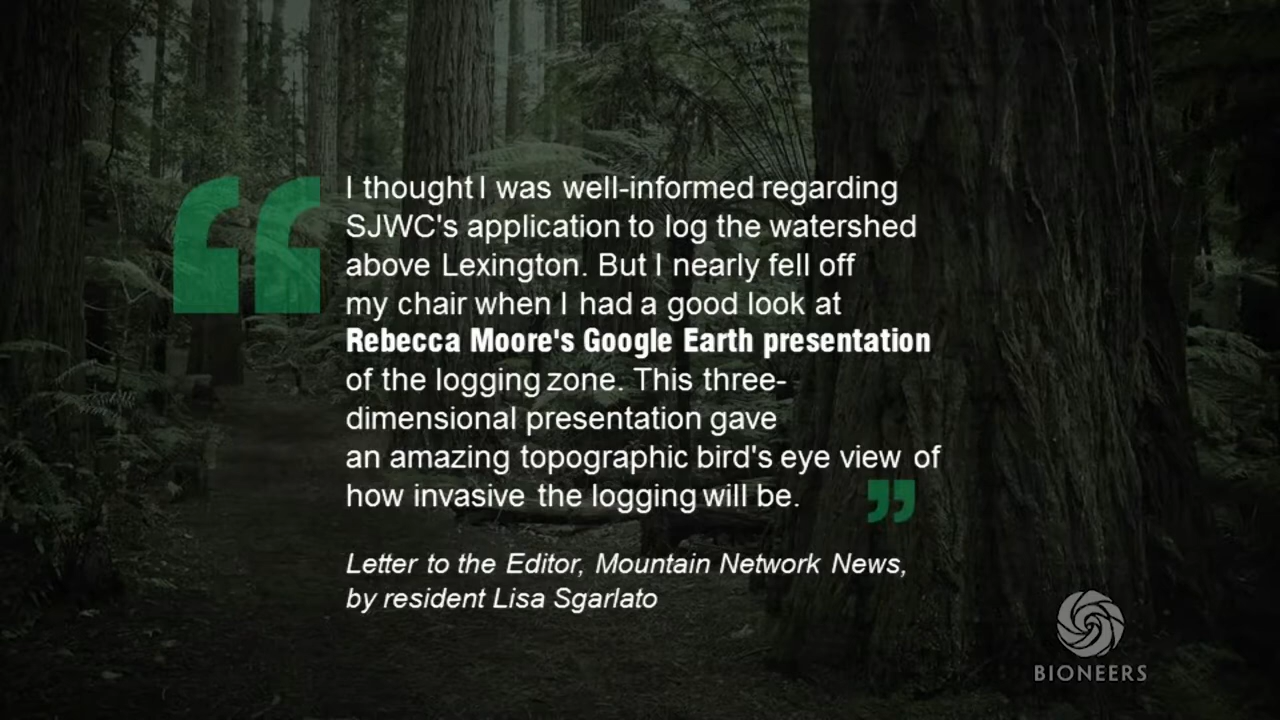 I thought I was well-informed regarding
SJWC's application to log the watershed
above Lexington. But I nearly fell off
my chair when I had a good look at
Rebecca Moore's Google Earth presentation
of the logging zone. This three-
dimensional presentation gave
an amazing topographic bird's eye view of
how invasive the logging will be.
Letter to the Editor, Mountain Network News,
by resident Lisa Sgarlato
BIONEERS